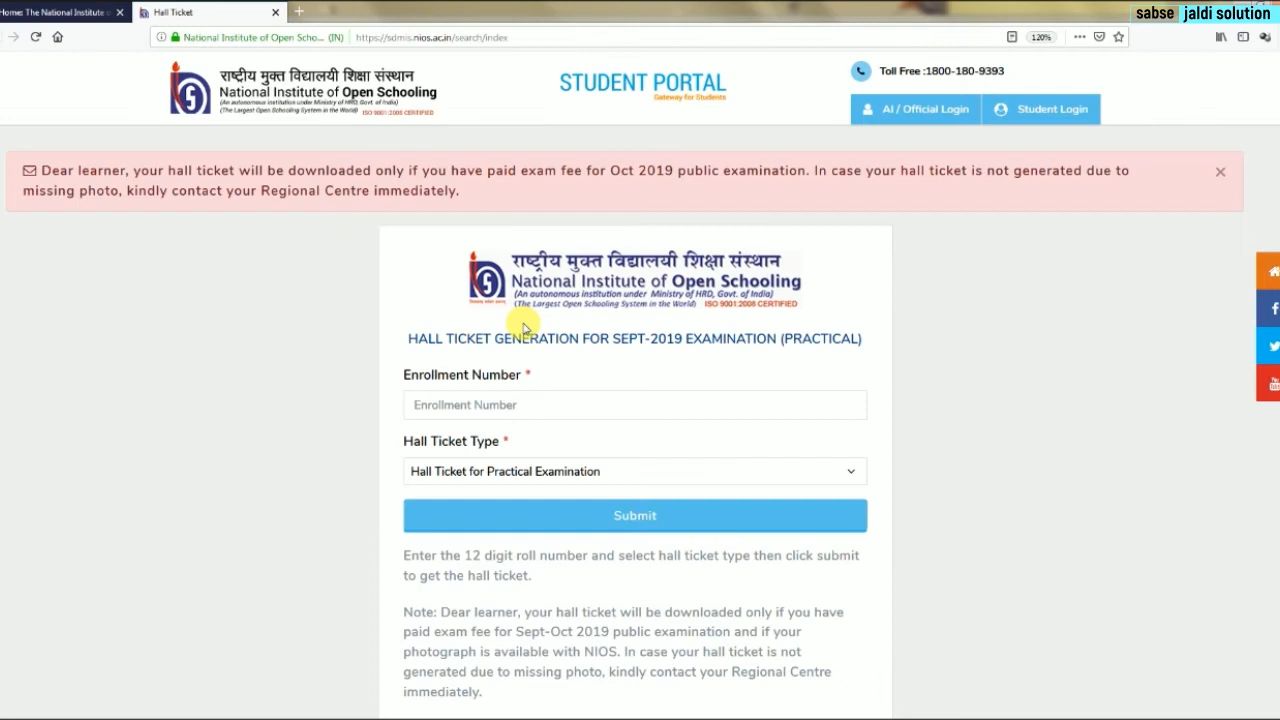 sabse jaldi solution
Home: The National Institute o
Hall Ticket
National Institute of Open Scho... (IN)
https://sdmis.nios.ac.in/search/index
120%
राष्ट्रीय मुक्त विद्यालयी शिक्षा संस्थान
National Institute of Open Schooling
(An autonomous institution under Ministry of HRD, Govt. of India)
(The Largest Open Schooling System in the World) ISO 9001:2008 CERTIFIED
STUDENT PORTAL
Gateway for Students
Toll Free :1800-180-9393
AI / Official Login
Student Login
Dear learner, your hall ticket will be downloaded only if you have paid exam fee for Oct 2019 public examination. In case your hall ticket is not generated due to
missing photo, kindly contact your Regional Centre immediately.
राष्ट्रीय मुक्त विद्यालयी शिक्षा संस्थान
National Institute of Open Schooling
(An autonomous institution under Ministry of HRD, Govt. of India)
(The Largest Open Schooling System in the World) ISO 9001:2008 CERTIFIED
HALL TICKET GENERATION FOR SEPT-2019 EXAMINATION (PRACTICAL)
Enrollment Number *
Enrollment Number
Hall Ticket Type *
Hall Ticket for Practical Examination
Submit
Enter the 12 digit roll number and select hall ticket type then click submit
to get the hall ticket.
Note: Dear learner, your hall ticket will be downloaded only if you have
paid exam fee for Sept-Oct 2019 public examination and if your
photograph is available with NIOS. In case your hall ticket is not
generated due to missing photo, kindly contact your Regional Centre
immediately.